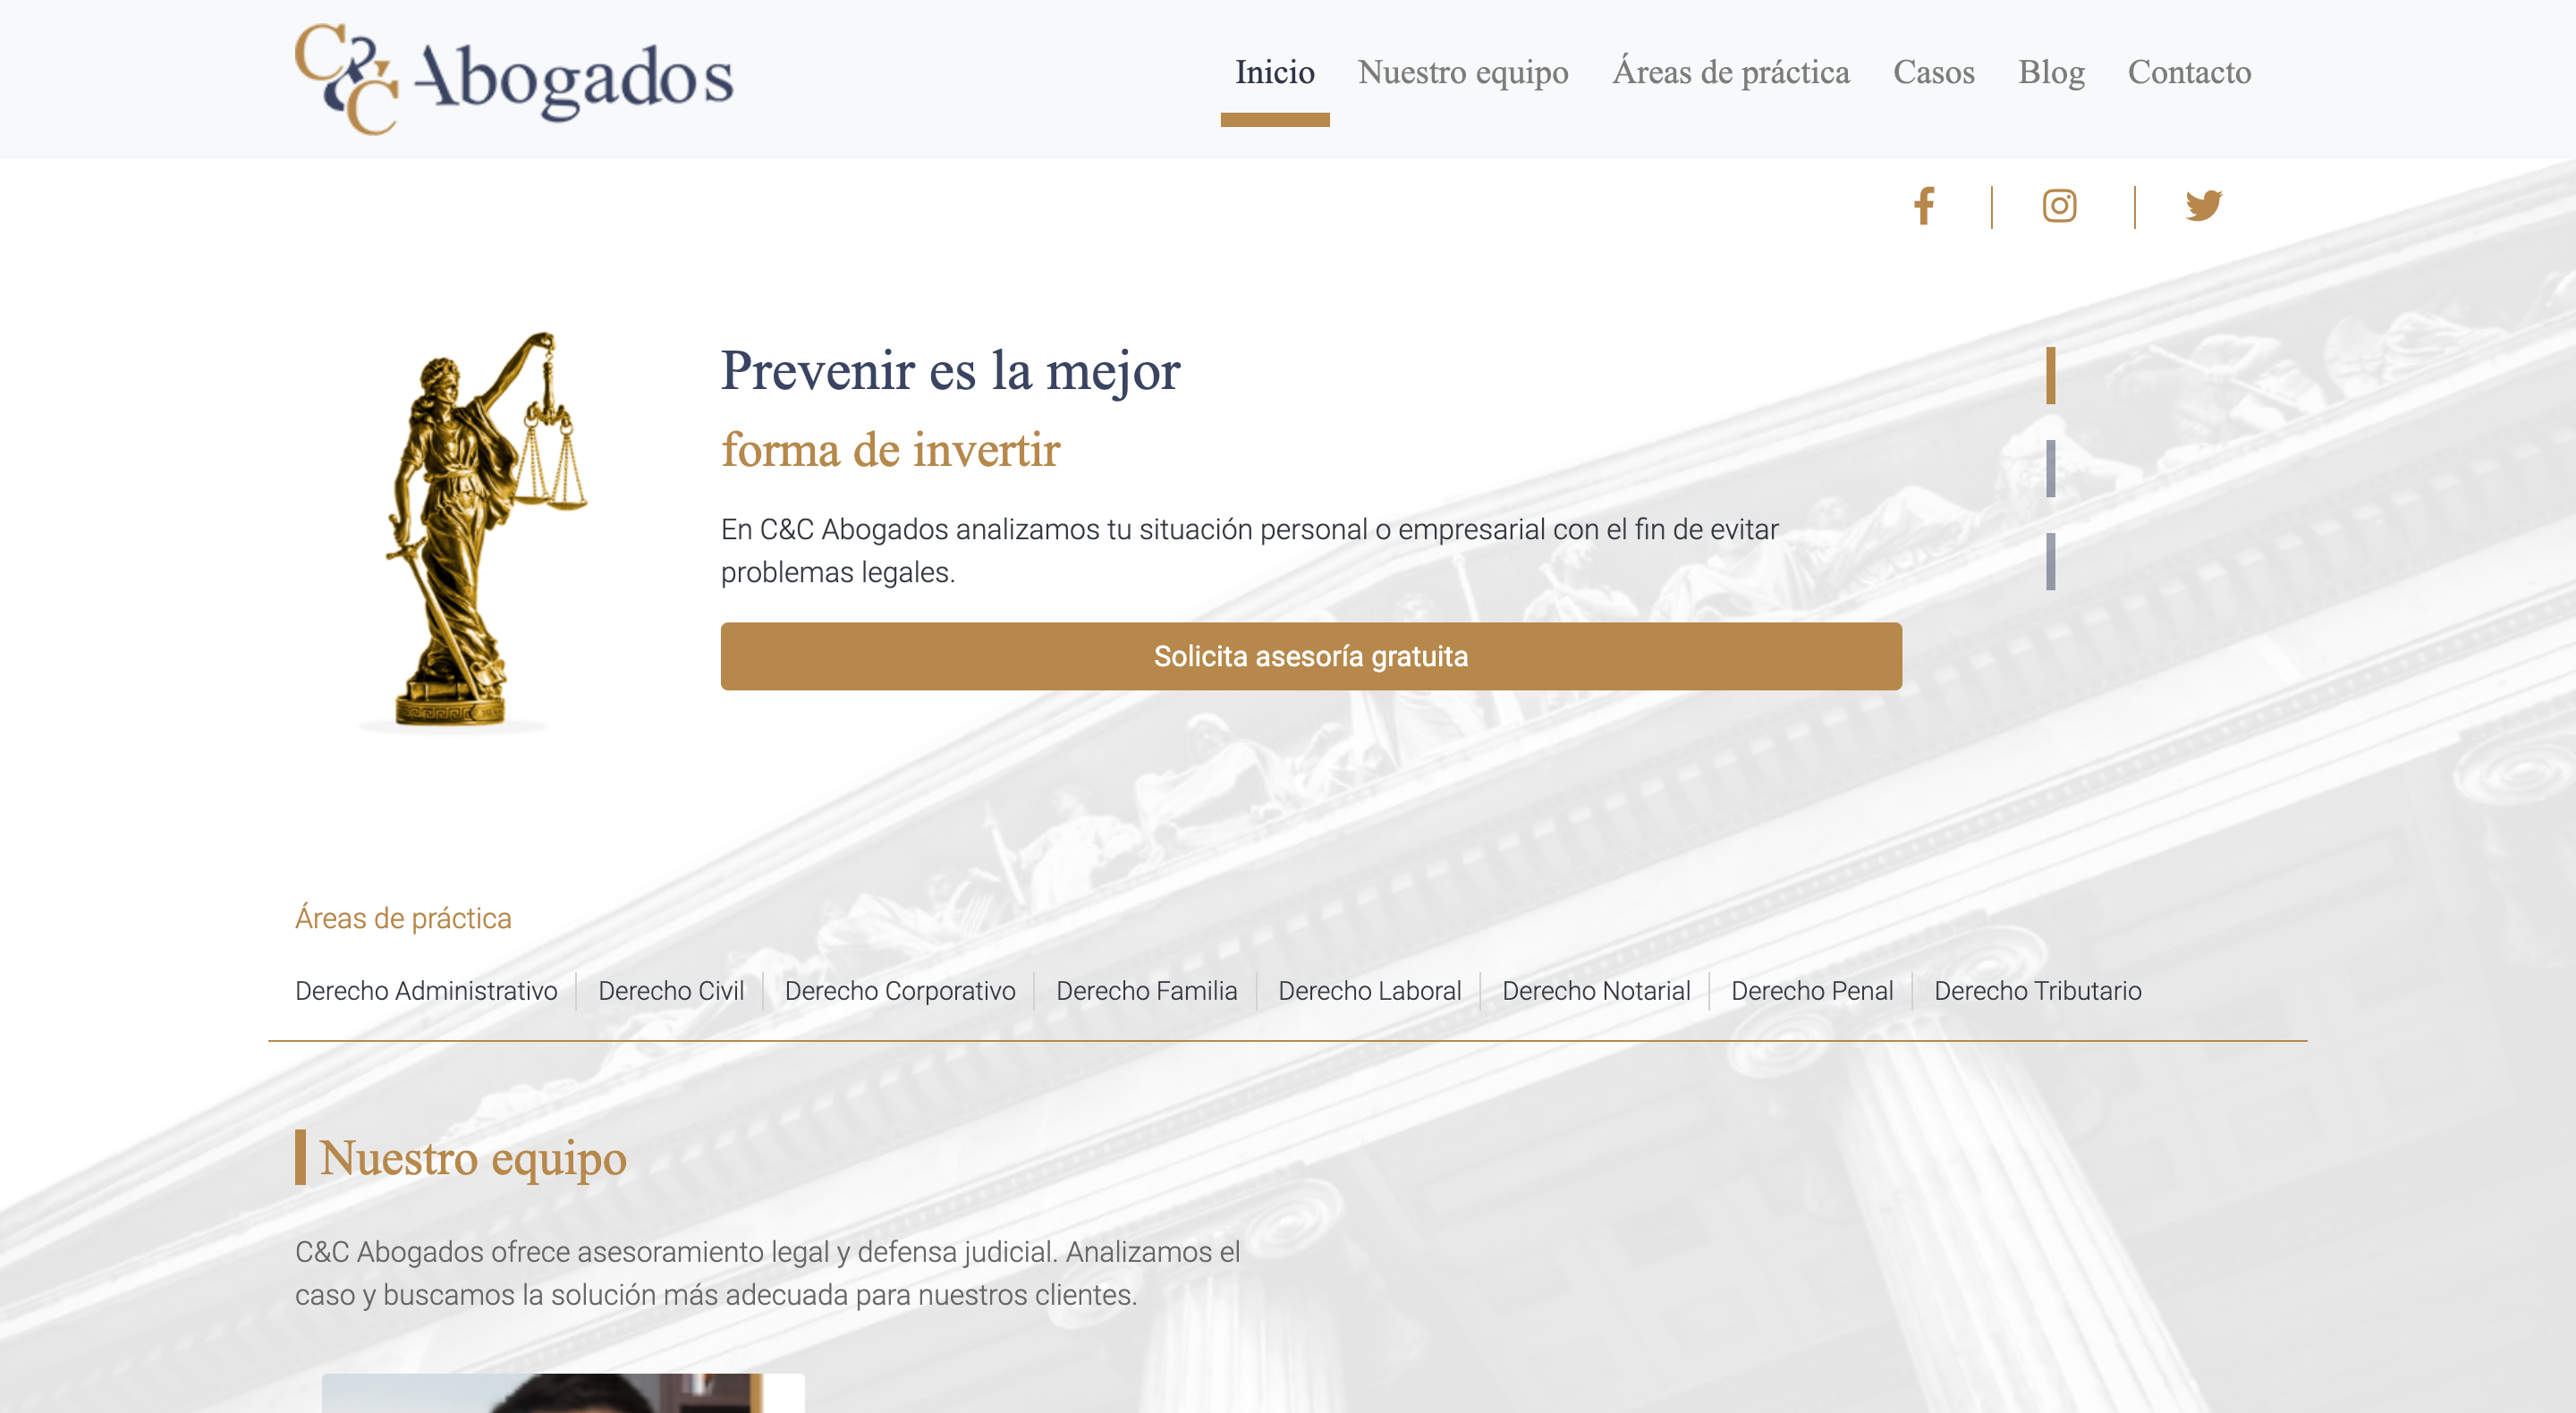 C&C Abogados
Inicio Nuestro equipo Áreas de práctica Casos Blog Contacto
Prevenir es la mejor
forma de invertir
En C&C Abogados analizamos tu situación personal o empresarial con el fin de evitar
problemas legales.
Solicita asesoría gratuita
Áreas de práctica
Derecho Administrativo Derecho Civil Derecho Corporativo Derecho Familia Derecho Laboral Derecho Notarial Derecho Penal Derecho Tributario
Nuestro equipo
C&C Abogados ofrece asesoramiento legal y defensa judicial. Analizamos el
caso y buscamos la solución más adecuada para nuestros clientes.